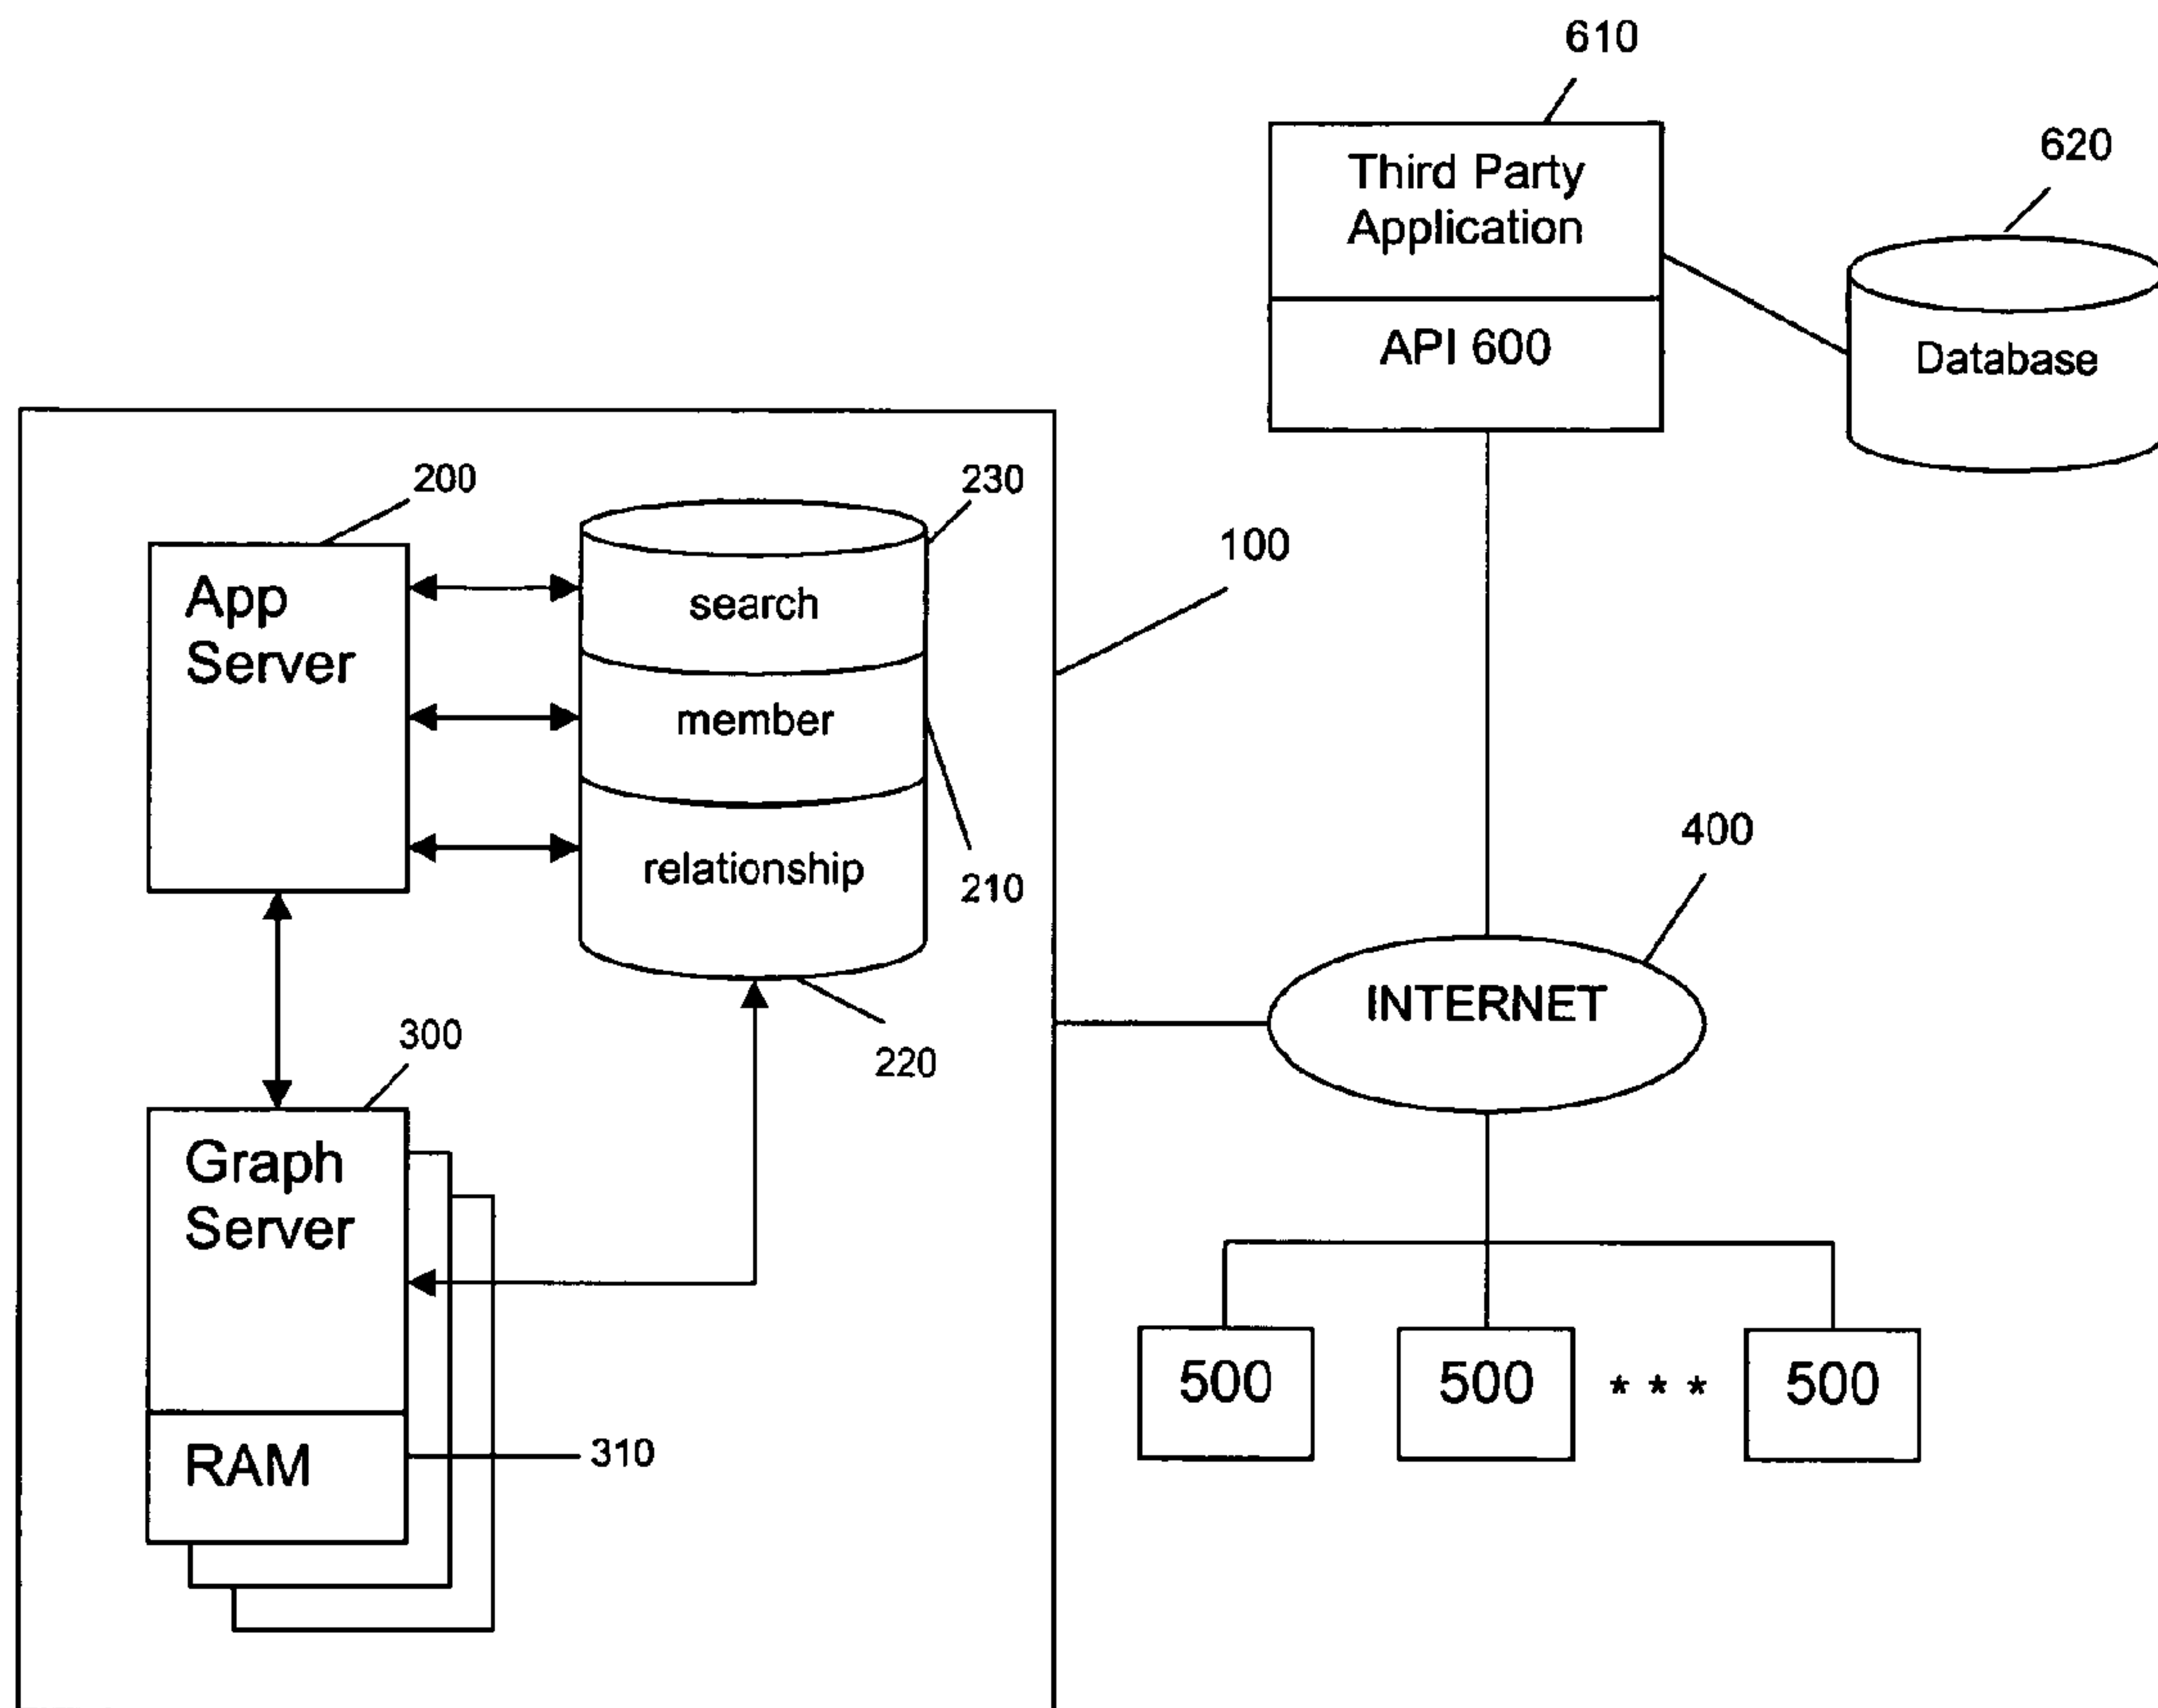 610
Third Party
Application
620
API 600
Database
200
230
100
App
Server
search
member
relationship
210
400
INTERNET
300
220
Graph
Server
500
500
* * *
500
RAM
310